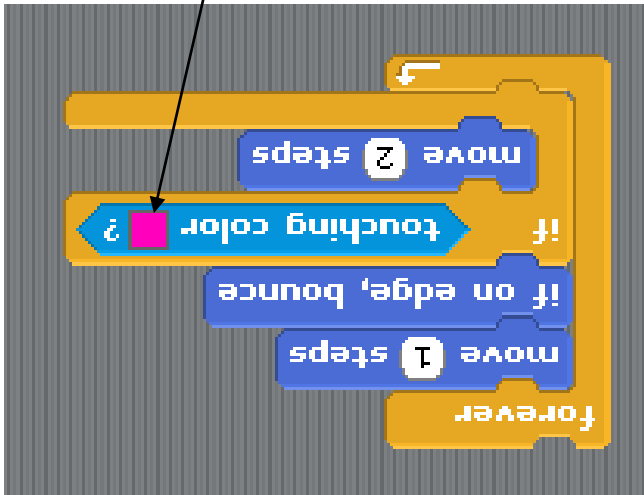 forever
move 1 steps
if on edge, bounce
if touching color ?
move 2 steps